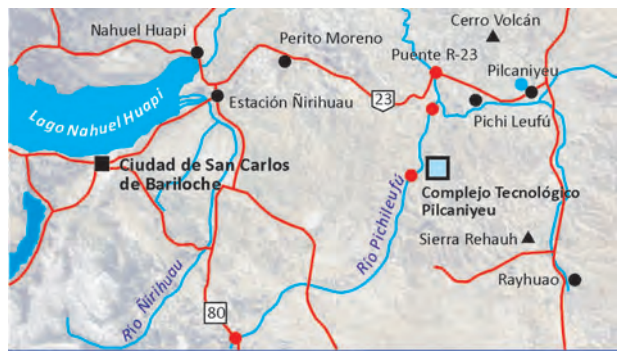 Cerro Volcán
Nahuel Huapi
Perito Moreno
Puente R-23
Pilcaniyeu
Lago Nahuel Huapi
Estación Ñirihuau
23
Pichi Leufú
Ciudad de San Carlos
de Bariloche
Complejo Tecnológico
Pilcaniyeu
Río Pichileufú
Sierra Rehauh
Río Ñirihuau
Rayhuao
80